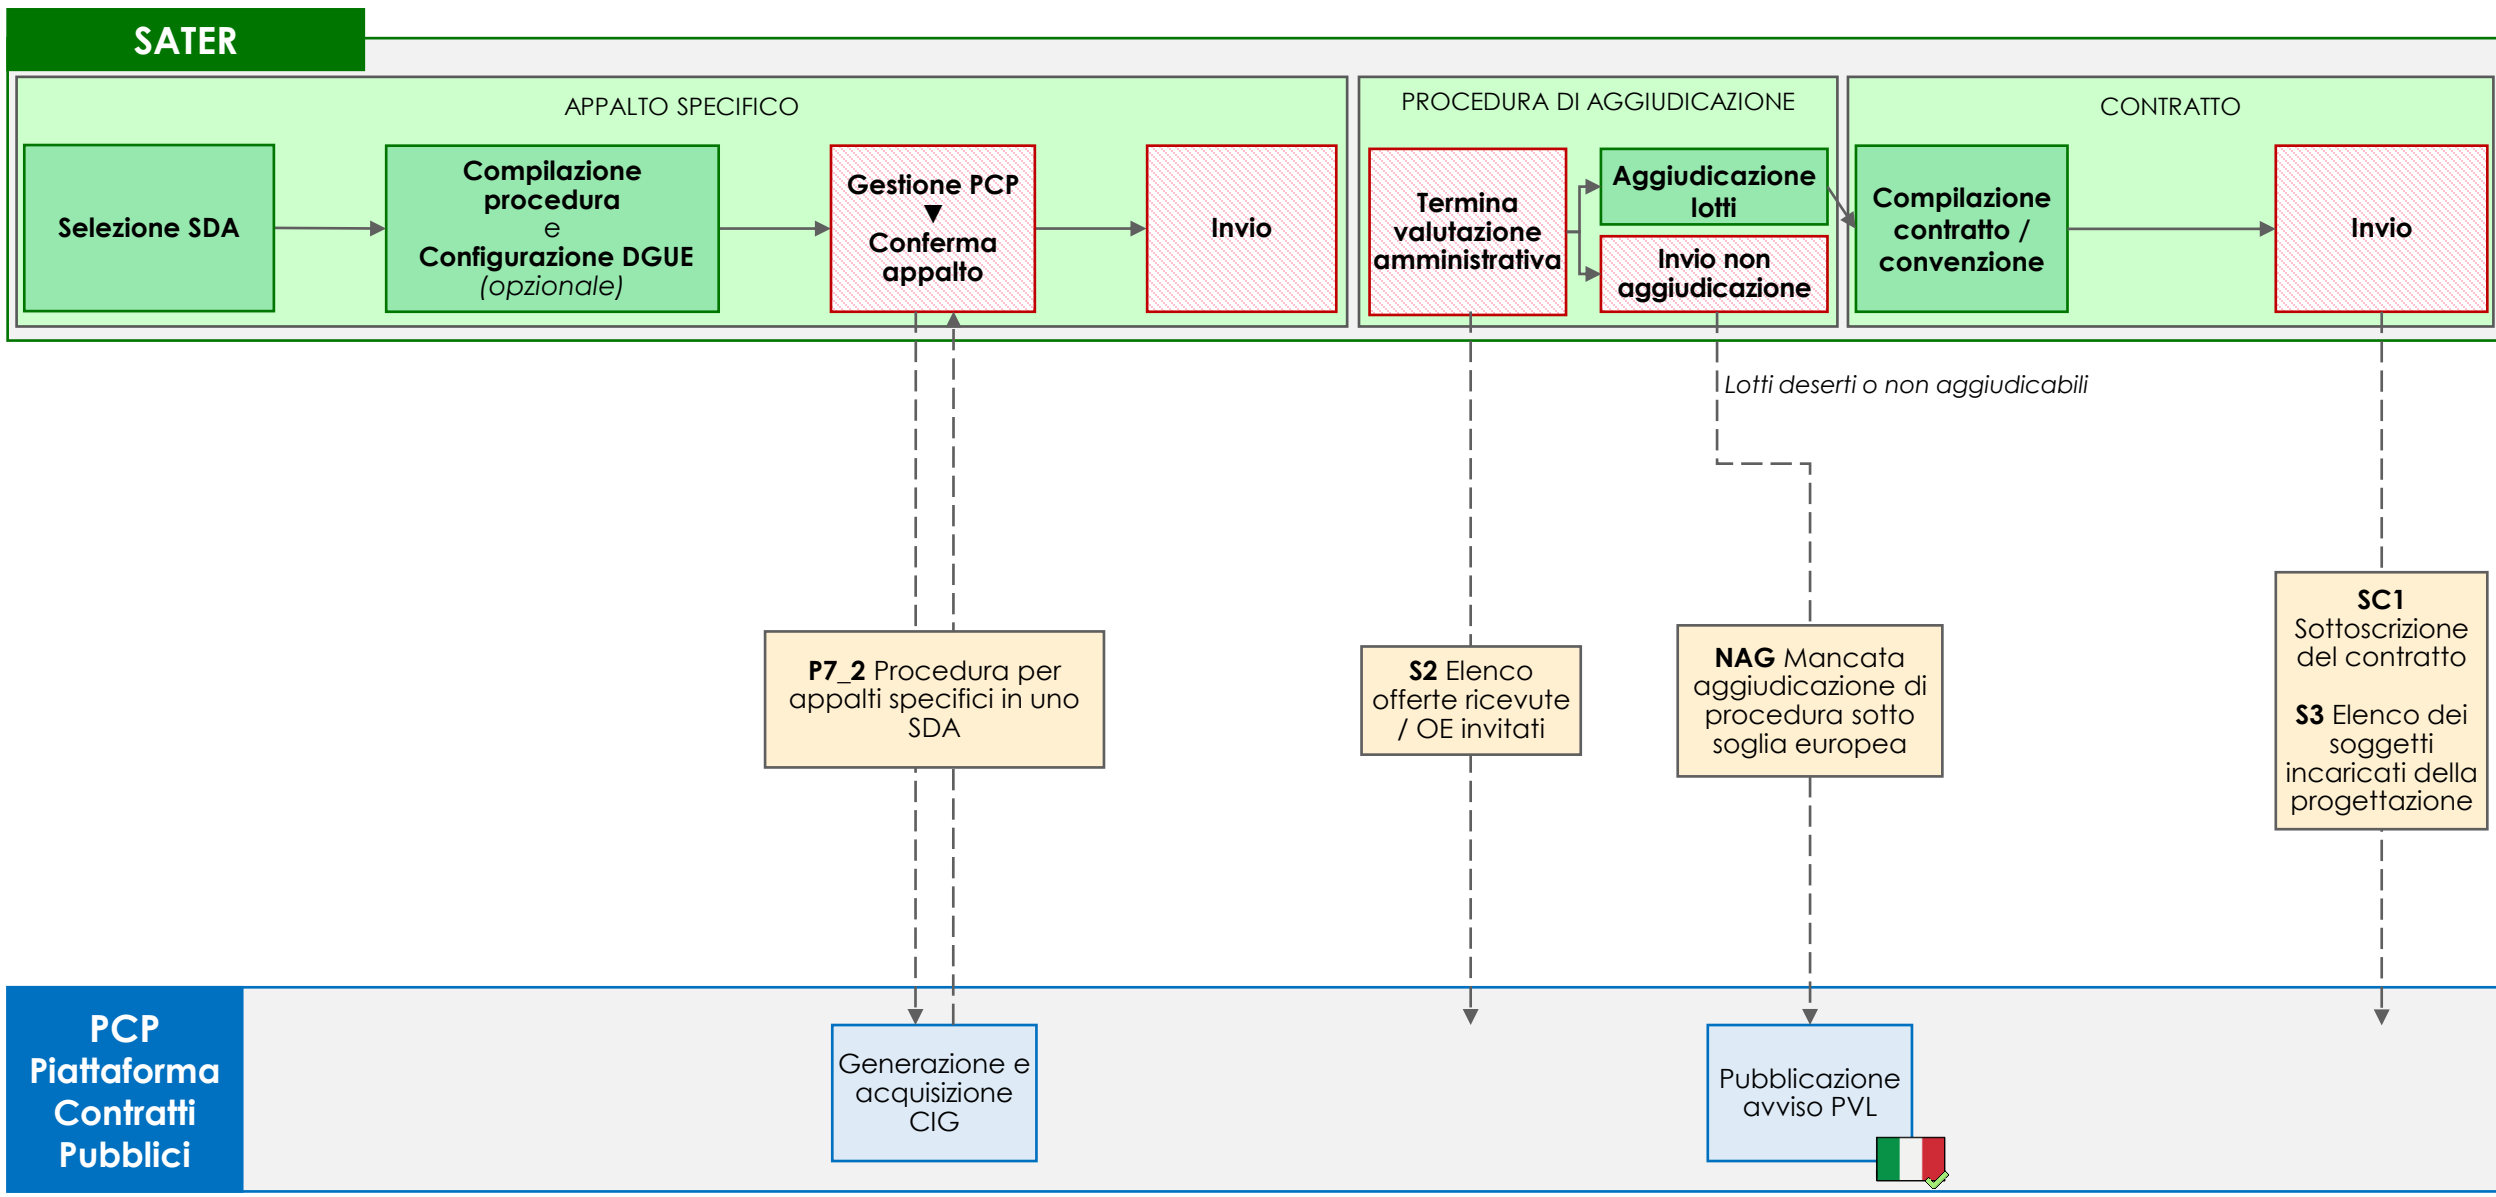 SATER
APPALTO SPECIFICO
Selezione SDA
Compilazione
procedura
e
Configurazione DGUE
(opzionale)
Gestione PCP
▼
Conferma
appalto
Invio
PROCEDURA DI AGGIUDICAZIONE
Termina
valutazione
amministrativa
Aggiudicazione
lotti
Invio non
aggiudicazione
CONTRATTO
Compilazione
contratto /
convenzione
Invio
Lotti deserti o non aggiudicabili
P7_2 Procedura per
appalti specifici in uno
SDA
S2 Elenco
offerte ricevute
/ OE invitati
NAG Mancata
aggiudicazione di
procedura sotto
soglia europea
SC1
Sottoscrizione
del contratto
S3 Elenco dei
soggetti
incaricati della
progettazione
PCP
Piattaforma
Contratti
Pubblici
Generazione e
acquisizione
CIG
Pubblicazione
avviso PVL